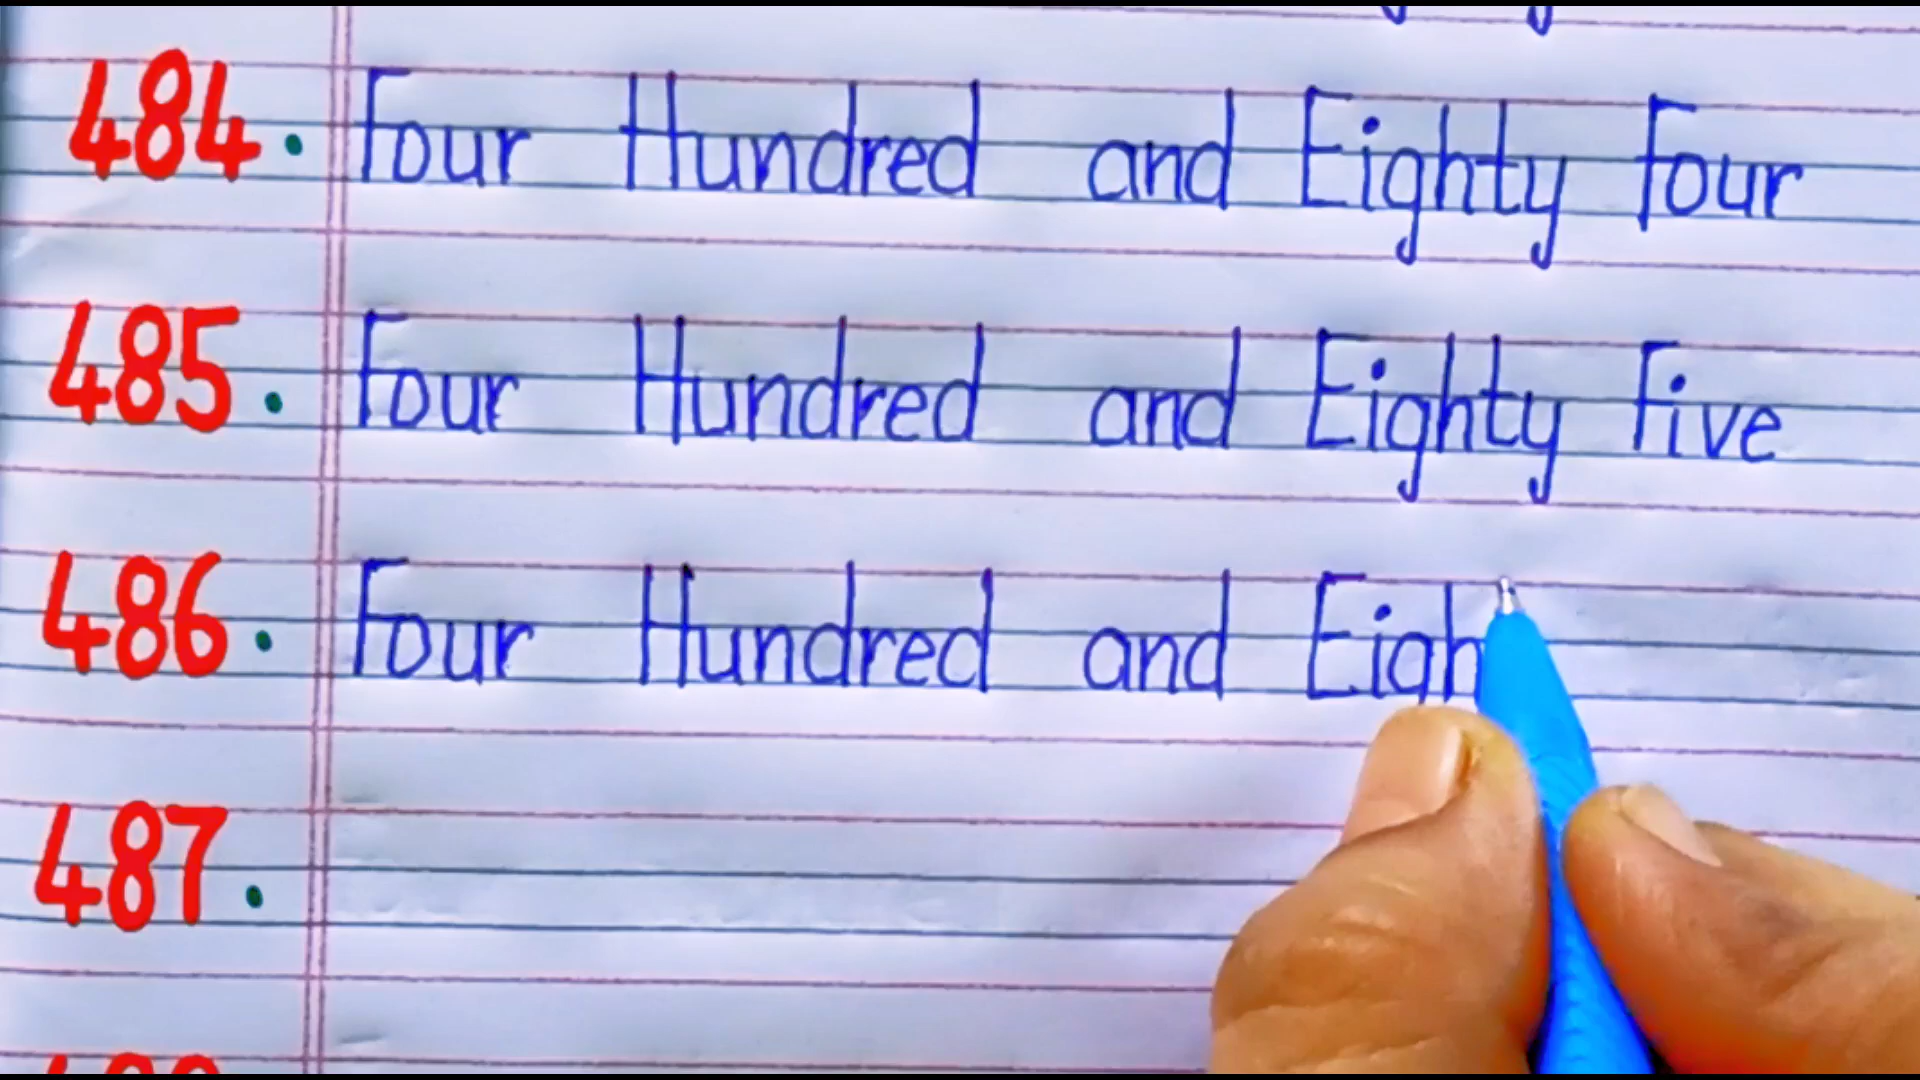 484. Four Hundred and Eighty Four
485. Four Hundred and Eighty Five
486. Four Hundred and Eigh
487.